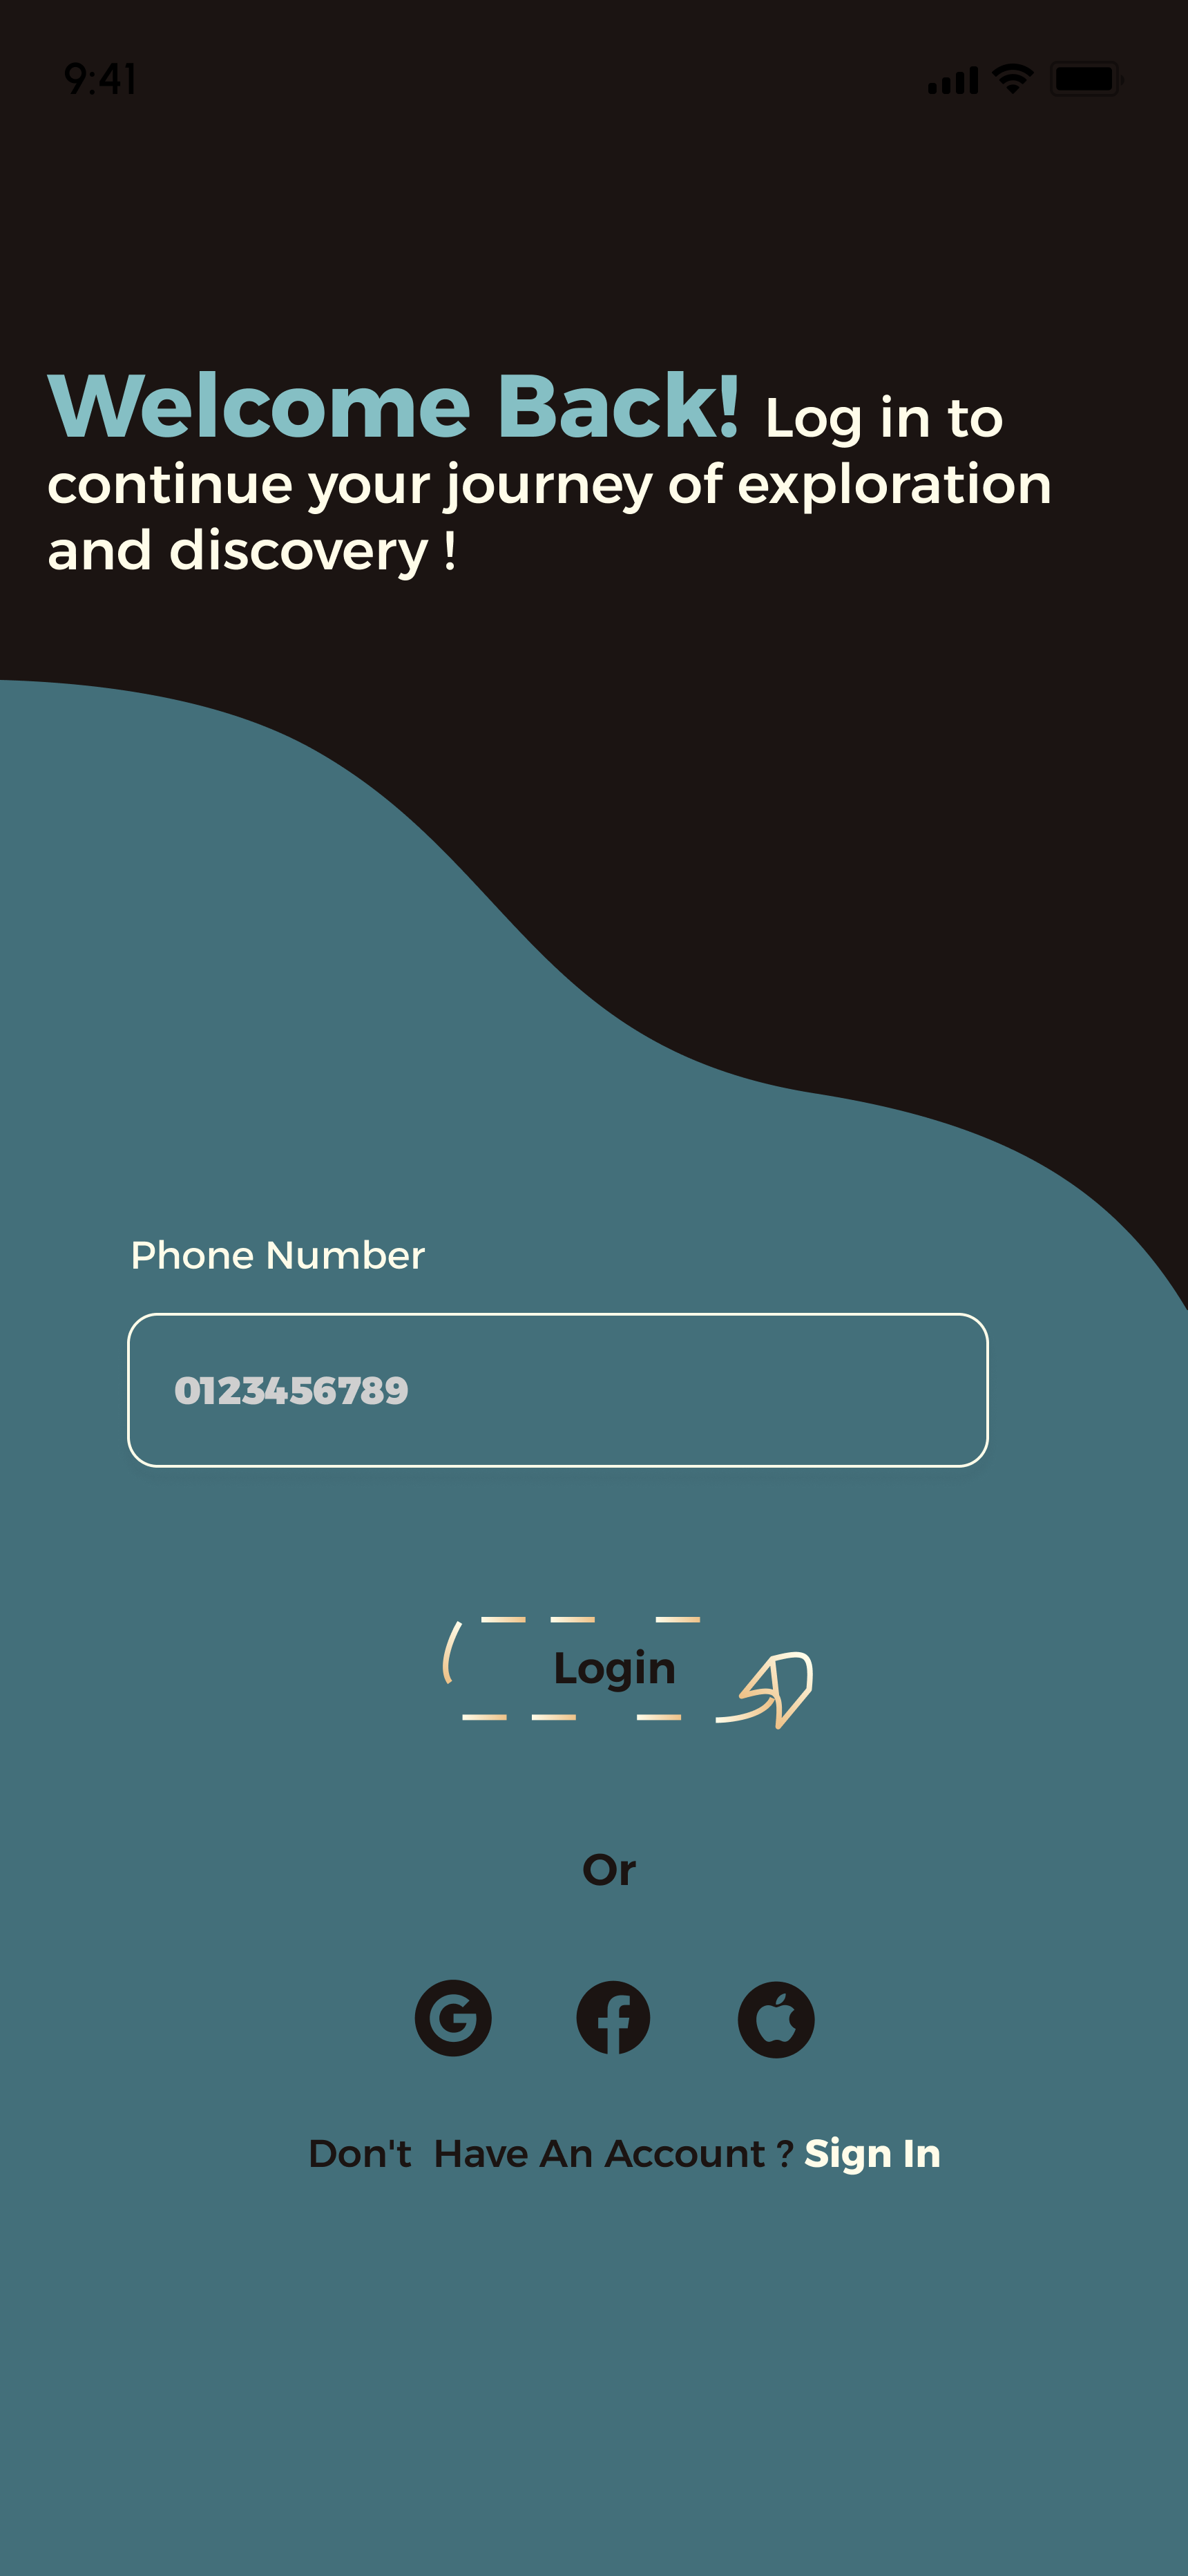 9:41
Welcome Back! Log in to
continue your journey of exploration
and discovery !
Phone Number
0123456789
Login
Or
Don't  Have An Account ? Sign In